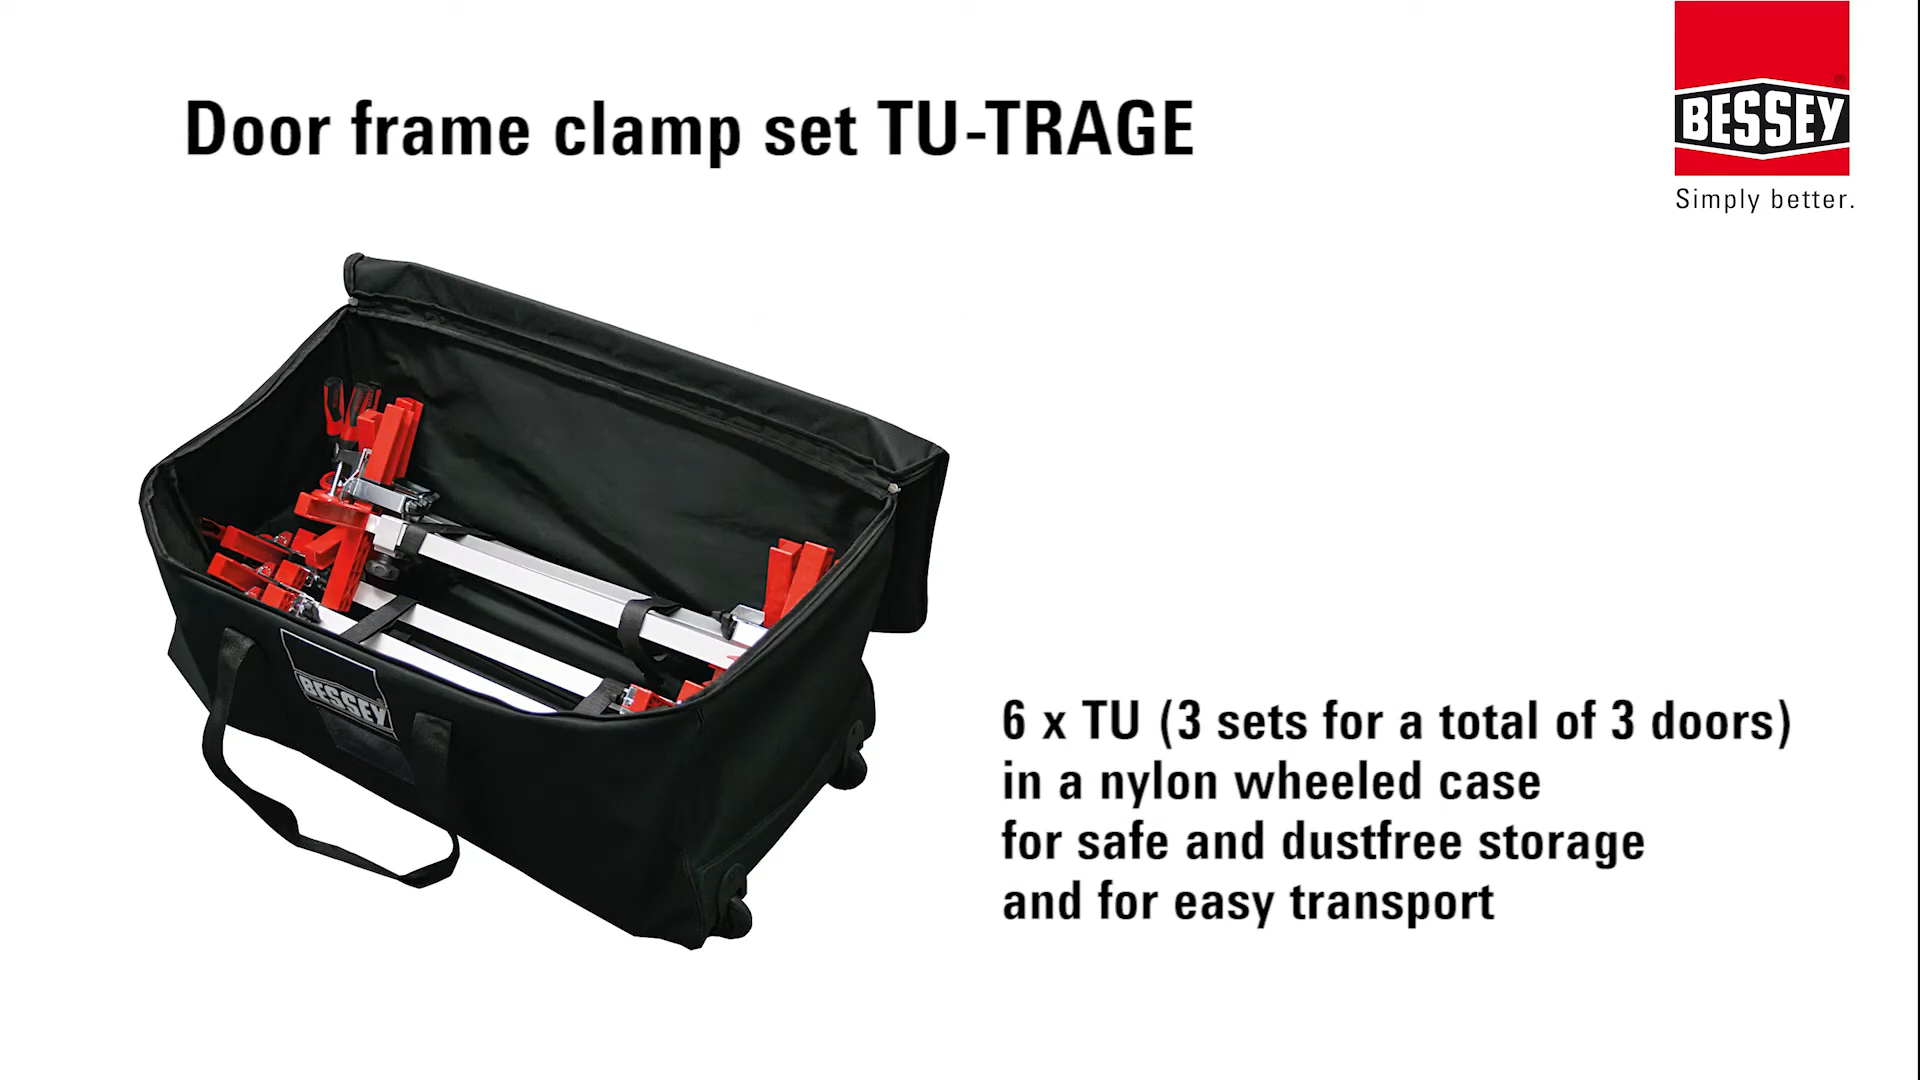 Door frame clamp set TU-TRAGE
BESSEY
®
Simply better.
BESSEY
6 x TU (3 sets for a total of 3 doors)
in a nylon wheeled case
for safe and dustfree storage
and for easy transport